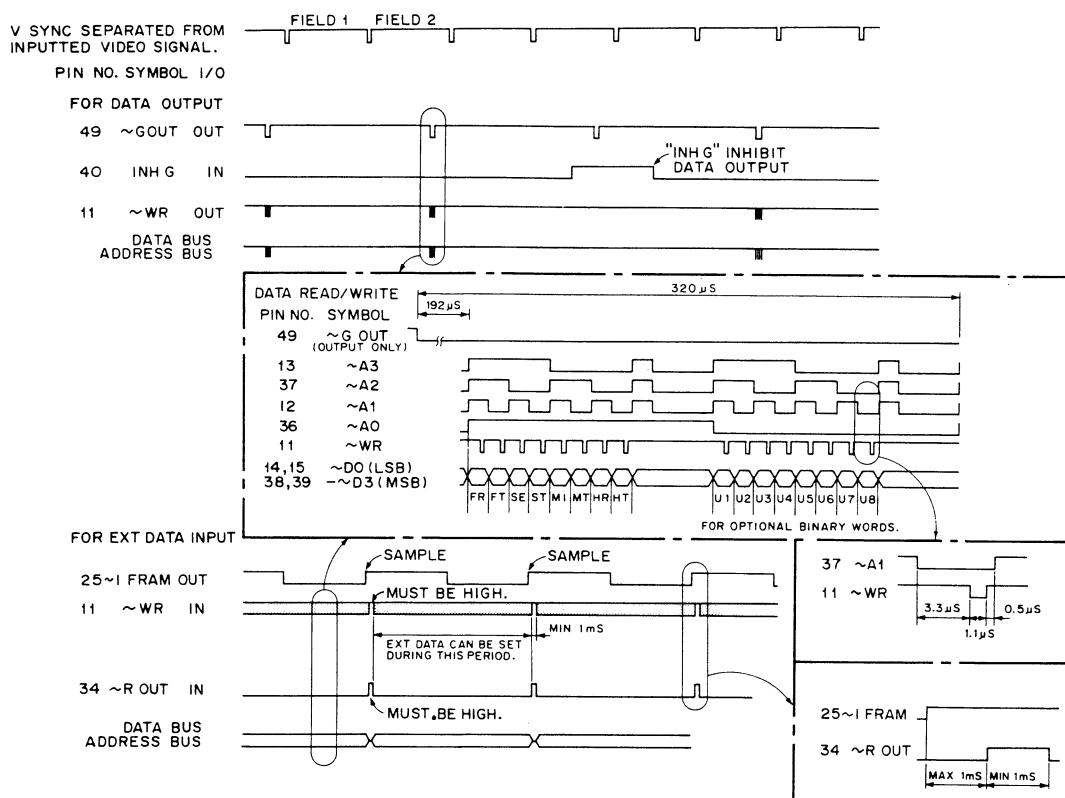 FIELD 1 FIELD 2
V SYNC SEPARATED FROM
INPUTTED VIDEO SIGNAL.
PIN NO. SYMBOL I/O
FOR DATA OUTPUT
49 ~GOUT OUT
40 INH G IN
"INH G" INHIBIT
DATA OUTPUT
11 ~WR OUT
DATA BUS
ADDRESS BUS
DATA READ/WRITE
320µS
192µS
PIN NO. SYMBOL
49 ~G OUT
(OUTPUT ONLY)
13 ~A3
37 ~A2
12 ~A1
36 ~A0
11 ~WR
14,15 ~D0 (LSB)
38,39 -~D3 (MSB)
FR FT SE ST MI MT HR HT U1 U2 U3 U4 U5 U6 U7 U8
FOR OPTIONAL BINARY WORDS.
FOR EXT DATA INPUT
SAMPLE SAMPLE
25~I FRAM OUT
MUST BE HIGH.
11 ~WR IN
MIN 1mS
EXT DATA CAN BE SET
DURING THIS PERIOD.
34 ~R OUT IN
MUST.BE HIGH.
DATA BUS
ADDRESS BUS
37 ~A1
11 ~WR
3.3µS 0.5µS
1.1µS
25~I FRAM
34 ~R OUT
MAX 1mS MIN 1mS